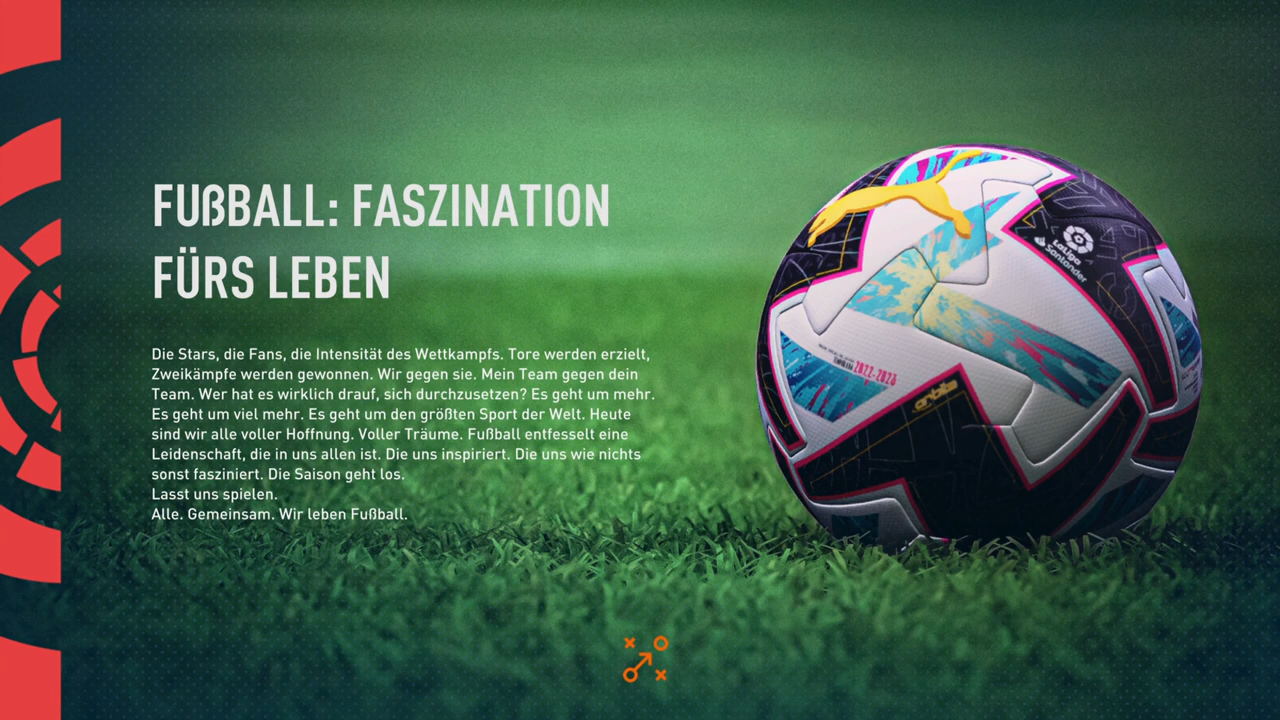 FUßBALL: FASZINATION
FÜRS LEBEN
Die Stars, die Fans, die Intensität des Wettkampfs. Tore werden erzielt,
Zweikämpfe werden gewonnen. Wir gegen sie. Mein Team gegen dein
Team. Wer hat es wirklich drauf, sich durchzusetzen? Es geht um mehr.
Es geht um viel mehr. Es geht um den größten Sport der Welt. Heute
sind wir alle voller Hoffnung. Voller Träume. Fußball entfesselt eine
Leidenschaft, die in uns allen ist. Die uns inspiriert. Die uns wie nichts
sonst fasziniert. Die Saison geht los.
Lasst uns spielen.
Alle. Gemeinsam. Wir leben Fußball.
LaLiga
Santander
TEMPORADA 2022-2023
orbita